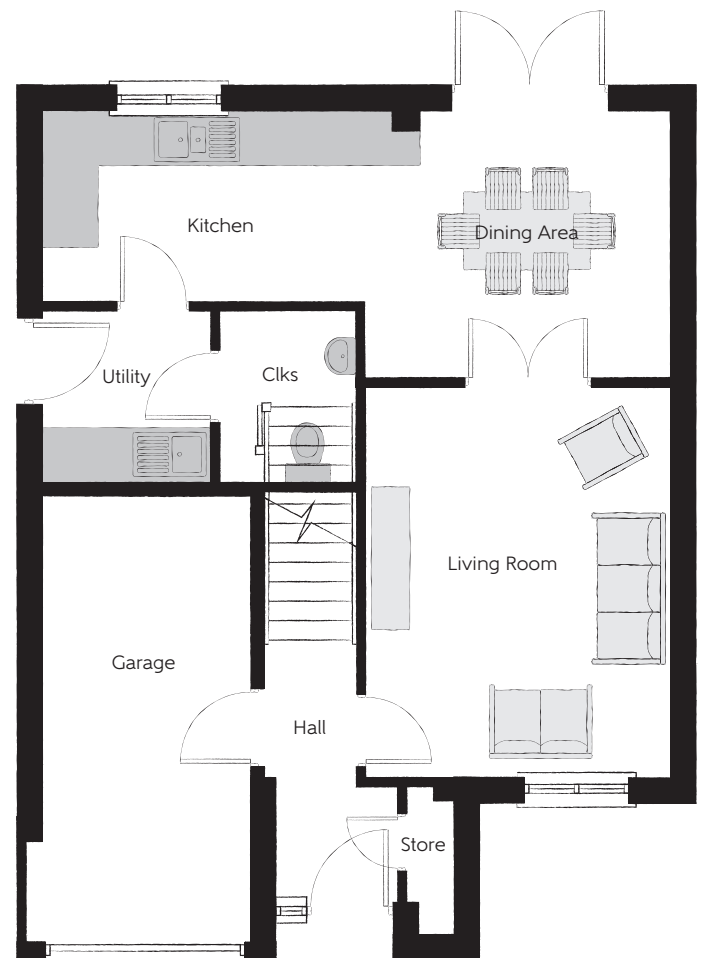 Kitchen
Dining Area
Utility
Clks
Living Room
Garage
Hall
Store